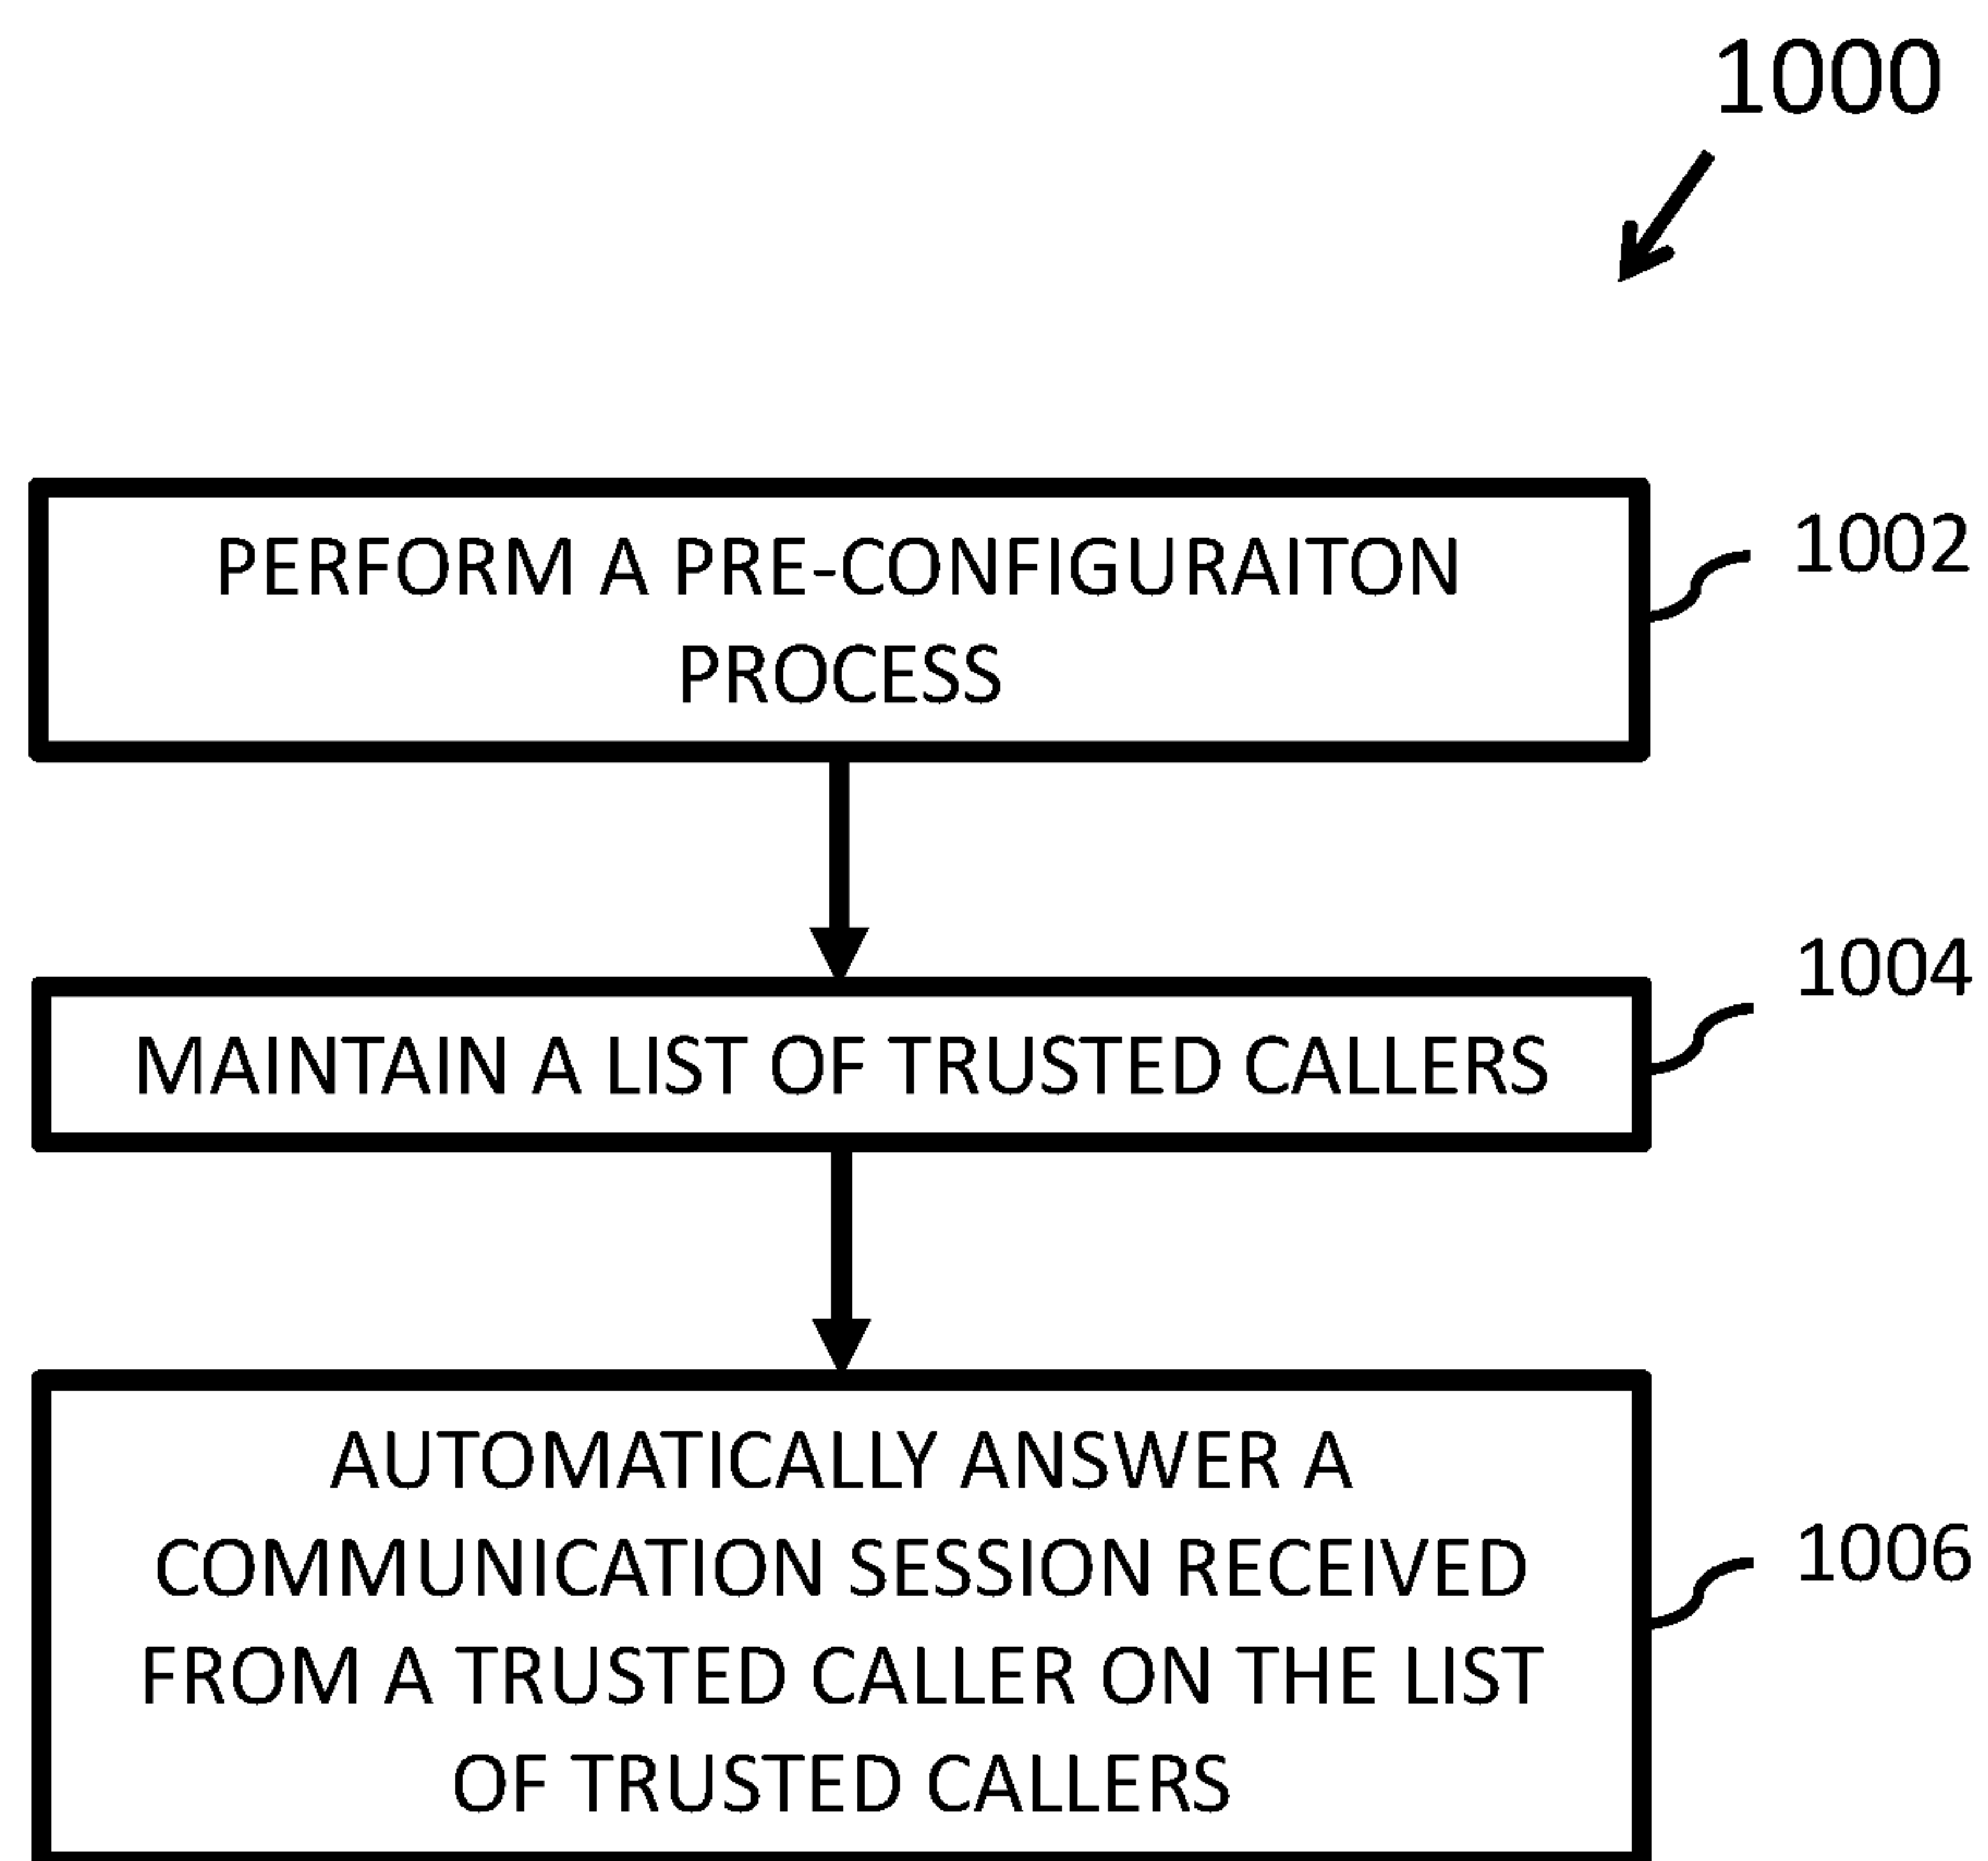 1000
PERFORM A PRE-CONFIGURAITON
PROCESS
1002
MAINTAIN A LIST OF TRUSTED CALLERS
1004
AUTOMATICALLY ANSWER A
COMMUNICATION SESSION RECEIVED
FROM A TRUSTED CALLER ON THE LIST
OF TRUSTED CALLERS
1006